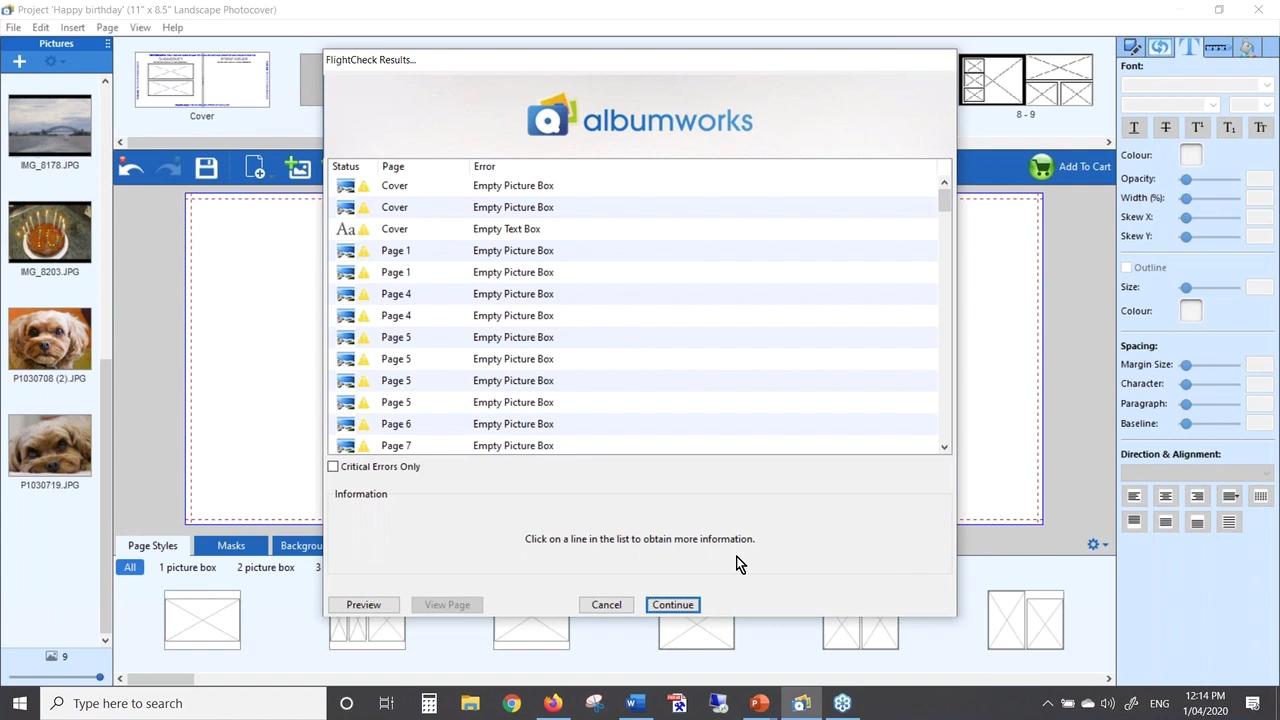 Project 'Happy birthday' (11" x 8.5" Landscape Photocover)
File Edit Insert Page View Help
Pictures
IMG_8178.JPG
IMG_8203.JPG
P1030708 (2).JPG
P1030719.JPG
9
Cover
8 - 9
Add To Cart
FlightCheck Results...
albumworks
Status Page Error
Cover Empty Picture Box
Cover Empty Picture Box
Aa Cover Empty Text Box
Page 1 Empty Picture Box
Page 1 Empty Picture Box
Page 4 Empty Picture Box
Page 4 Empty Picture Box
Page 5 Empty Picture Box
Page 5 Empty Picture Box
Page 5 Empty Picture Box
Page 5 Empty Picture Box
Page 6 Empty Picture Box
Page 7 Empty Picture Box
Critical Errors Only
Information
Click on a line in the list to obtain more information.
Preview View Page Cancel Continue
Page Styles Masks Backgrou
All 1 picture box 2 picture box 3
Font:
Colour:
Opacity:
Width (%):
Skew X:
Skew Y:
Outline
Size:
Colour:
Spacing:
Margin Size:
Character:
Paragraph:
Baseline:
Direction & Alignment:
Type here to search
ENG
12:14 PM
1/04/2020